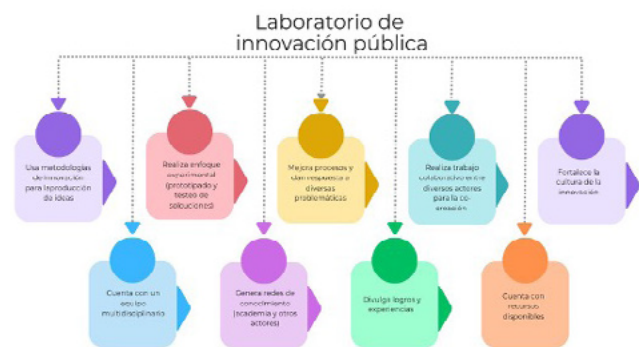 Laboratorio de
innovación pública
Usa metodologías
de innovación
para la producción
de ideas
Realiza enfoque
experimental
(prototipado y
testeo de
soluciones)
Mejora procesos y
dan respuesta a
diversas
problemáticas
Realiza trabajo
colaborativo entre
diversos actores
para la co-
creación
Fortalece la
cultura de la
innovación
Cuenta con un
equipo
multidisciplinario
Genera redes de
conocimiento
(academia y otros
actores)
Divulga logros y
experiencias
Cuenta con
recursos
disponibles